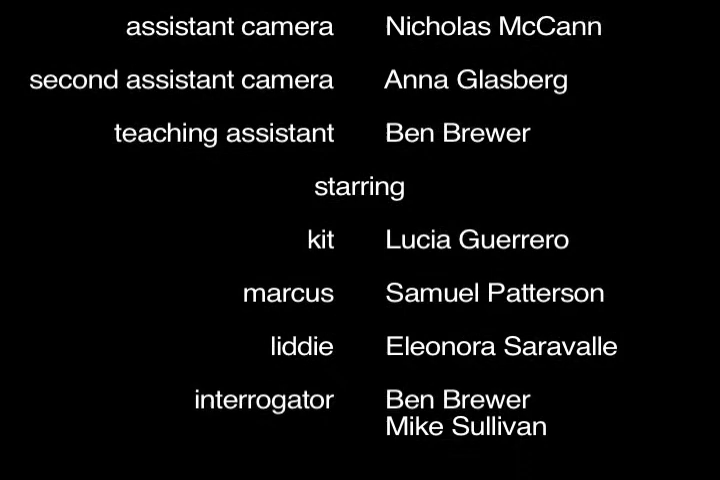 assistant camera Nicholas McCann
second assistant camera Anna Glasberg
teaching assistant Ben Brewer
starring
kit Lucia Guerrero
marcus Samuel Patterson
liddie Eleonora Saravalle
interrogator Ben Brewer
Mike Sullivan